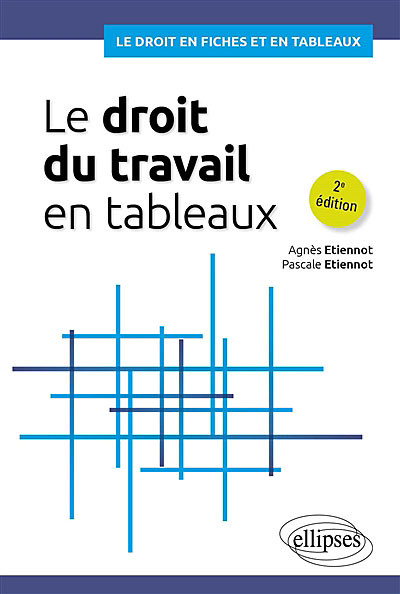 LE DROIT EN FICHES ET EN TABLEAUX
Le droit
du travail
en tableaux
2e
édition
Agnès Etiennot
Pascale Etiennot
ellipses